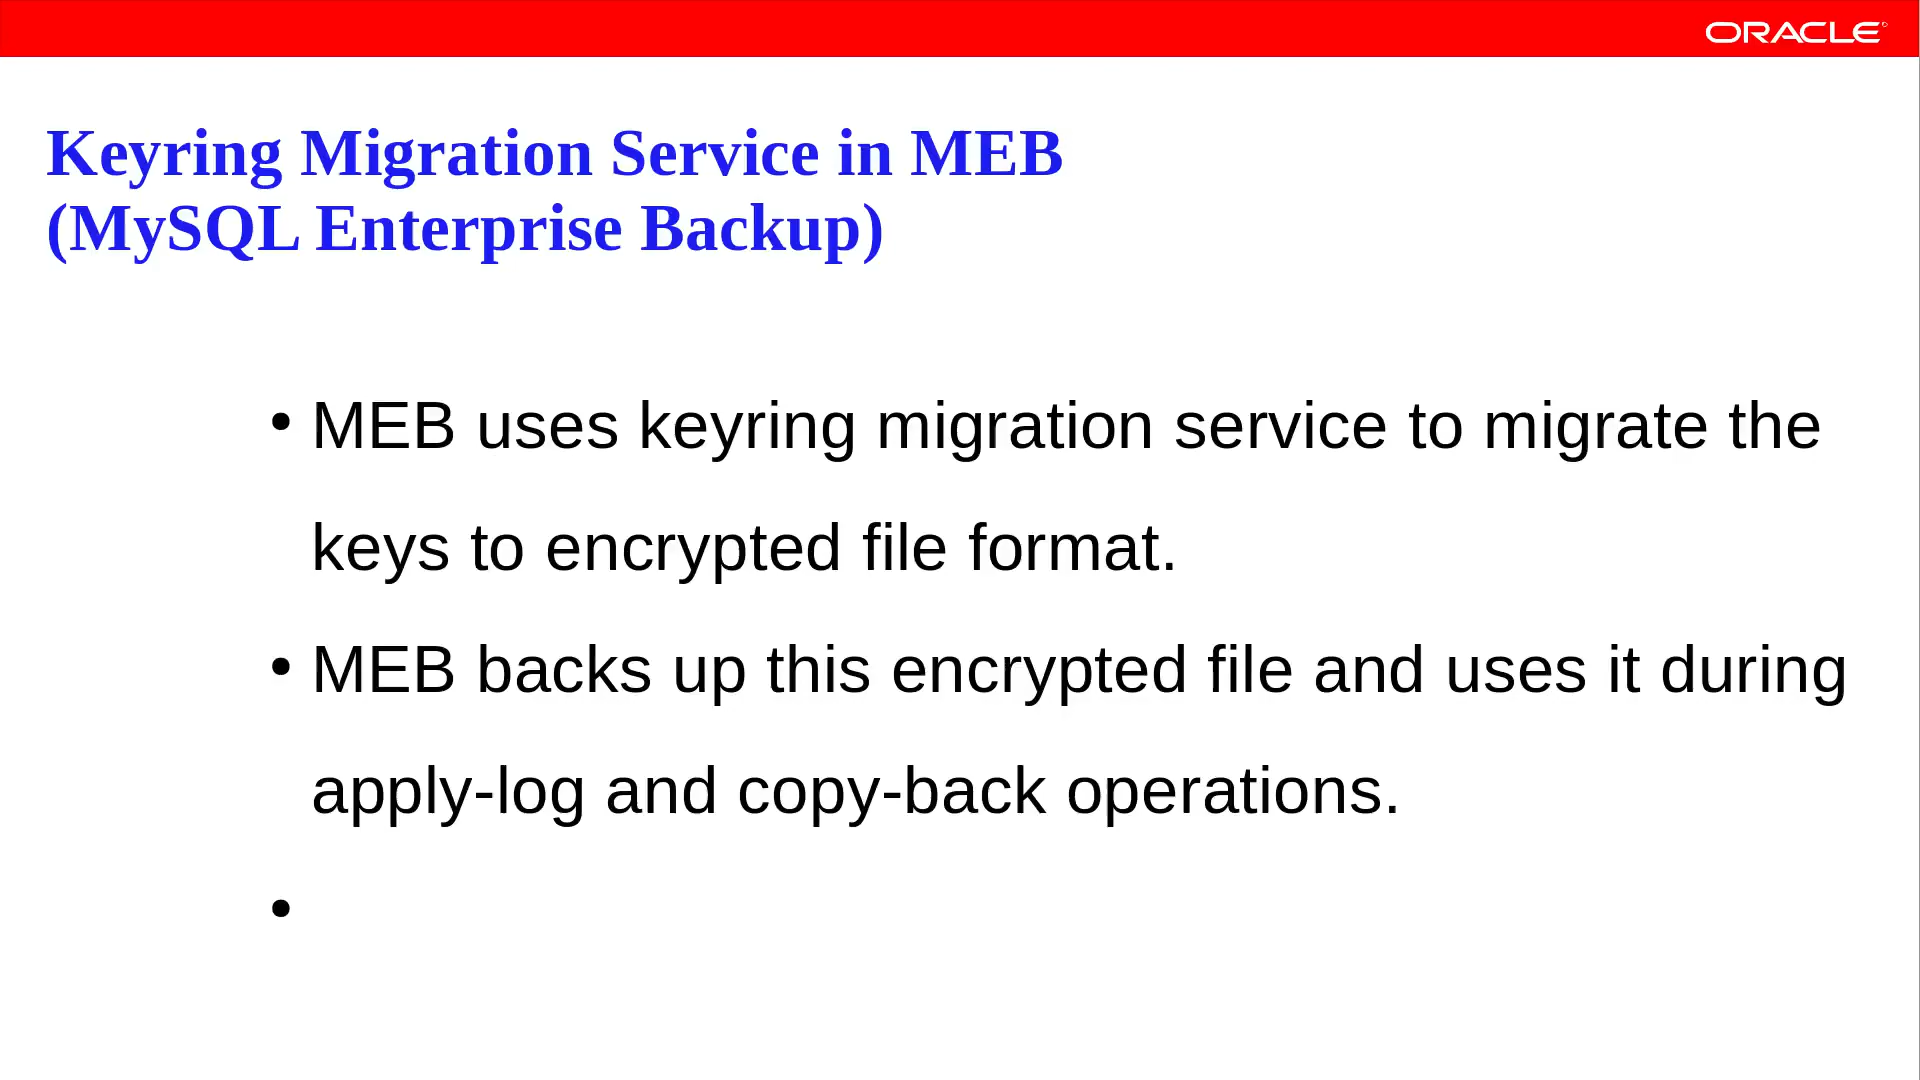 ORACLE
Keyring Migration Service in MEB
(MySQL Enterprise Backup)
• MEB uses keyring migration service to migrate the
keys to encrypted file format.
• MEB backs up this encrypted file and uses it during
apply-log and copy-back operations.
•